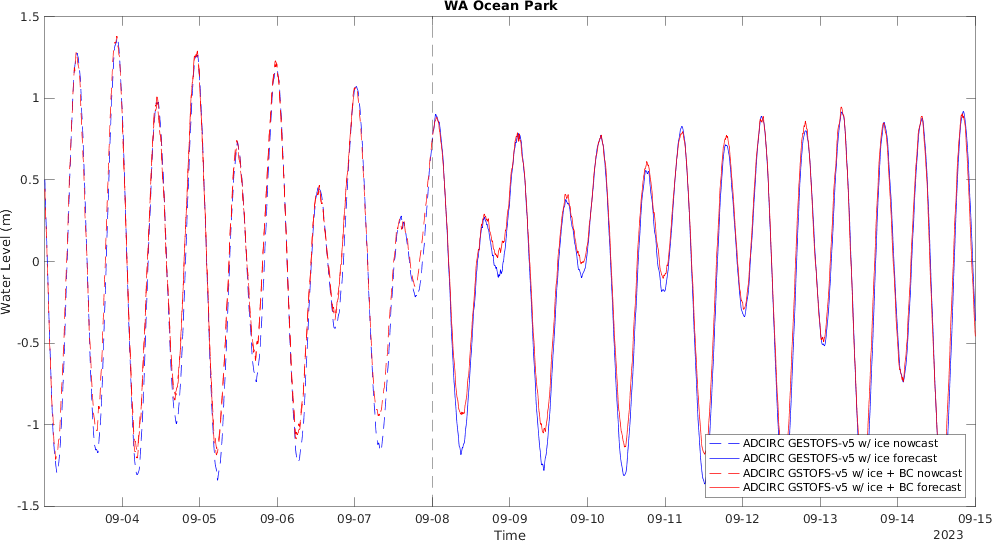 WA Ocean Park
1.5
1
0.5
0
-0.5
-1
-1.5
Water Level (m)
ADCIRC GESTOFS-v5 w/ ice nowcast
ADCIRC GESTOFS-v5 w/ ice forecast
ADCIRC GSTOFS-v5 w/ ice + BC nowcast
ADCIRC GSTOFS-v5 w/ ice + BC forecast
09-04 09-05 09-06 09-07 09-08 09-09 09-10 09-11 09-12 09-13 09-14 09-15
Time
2023